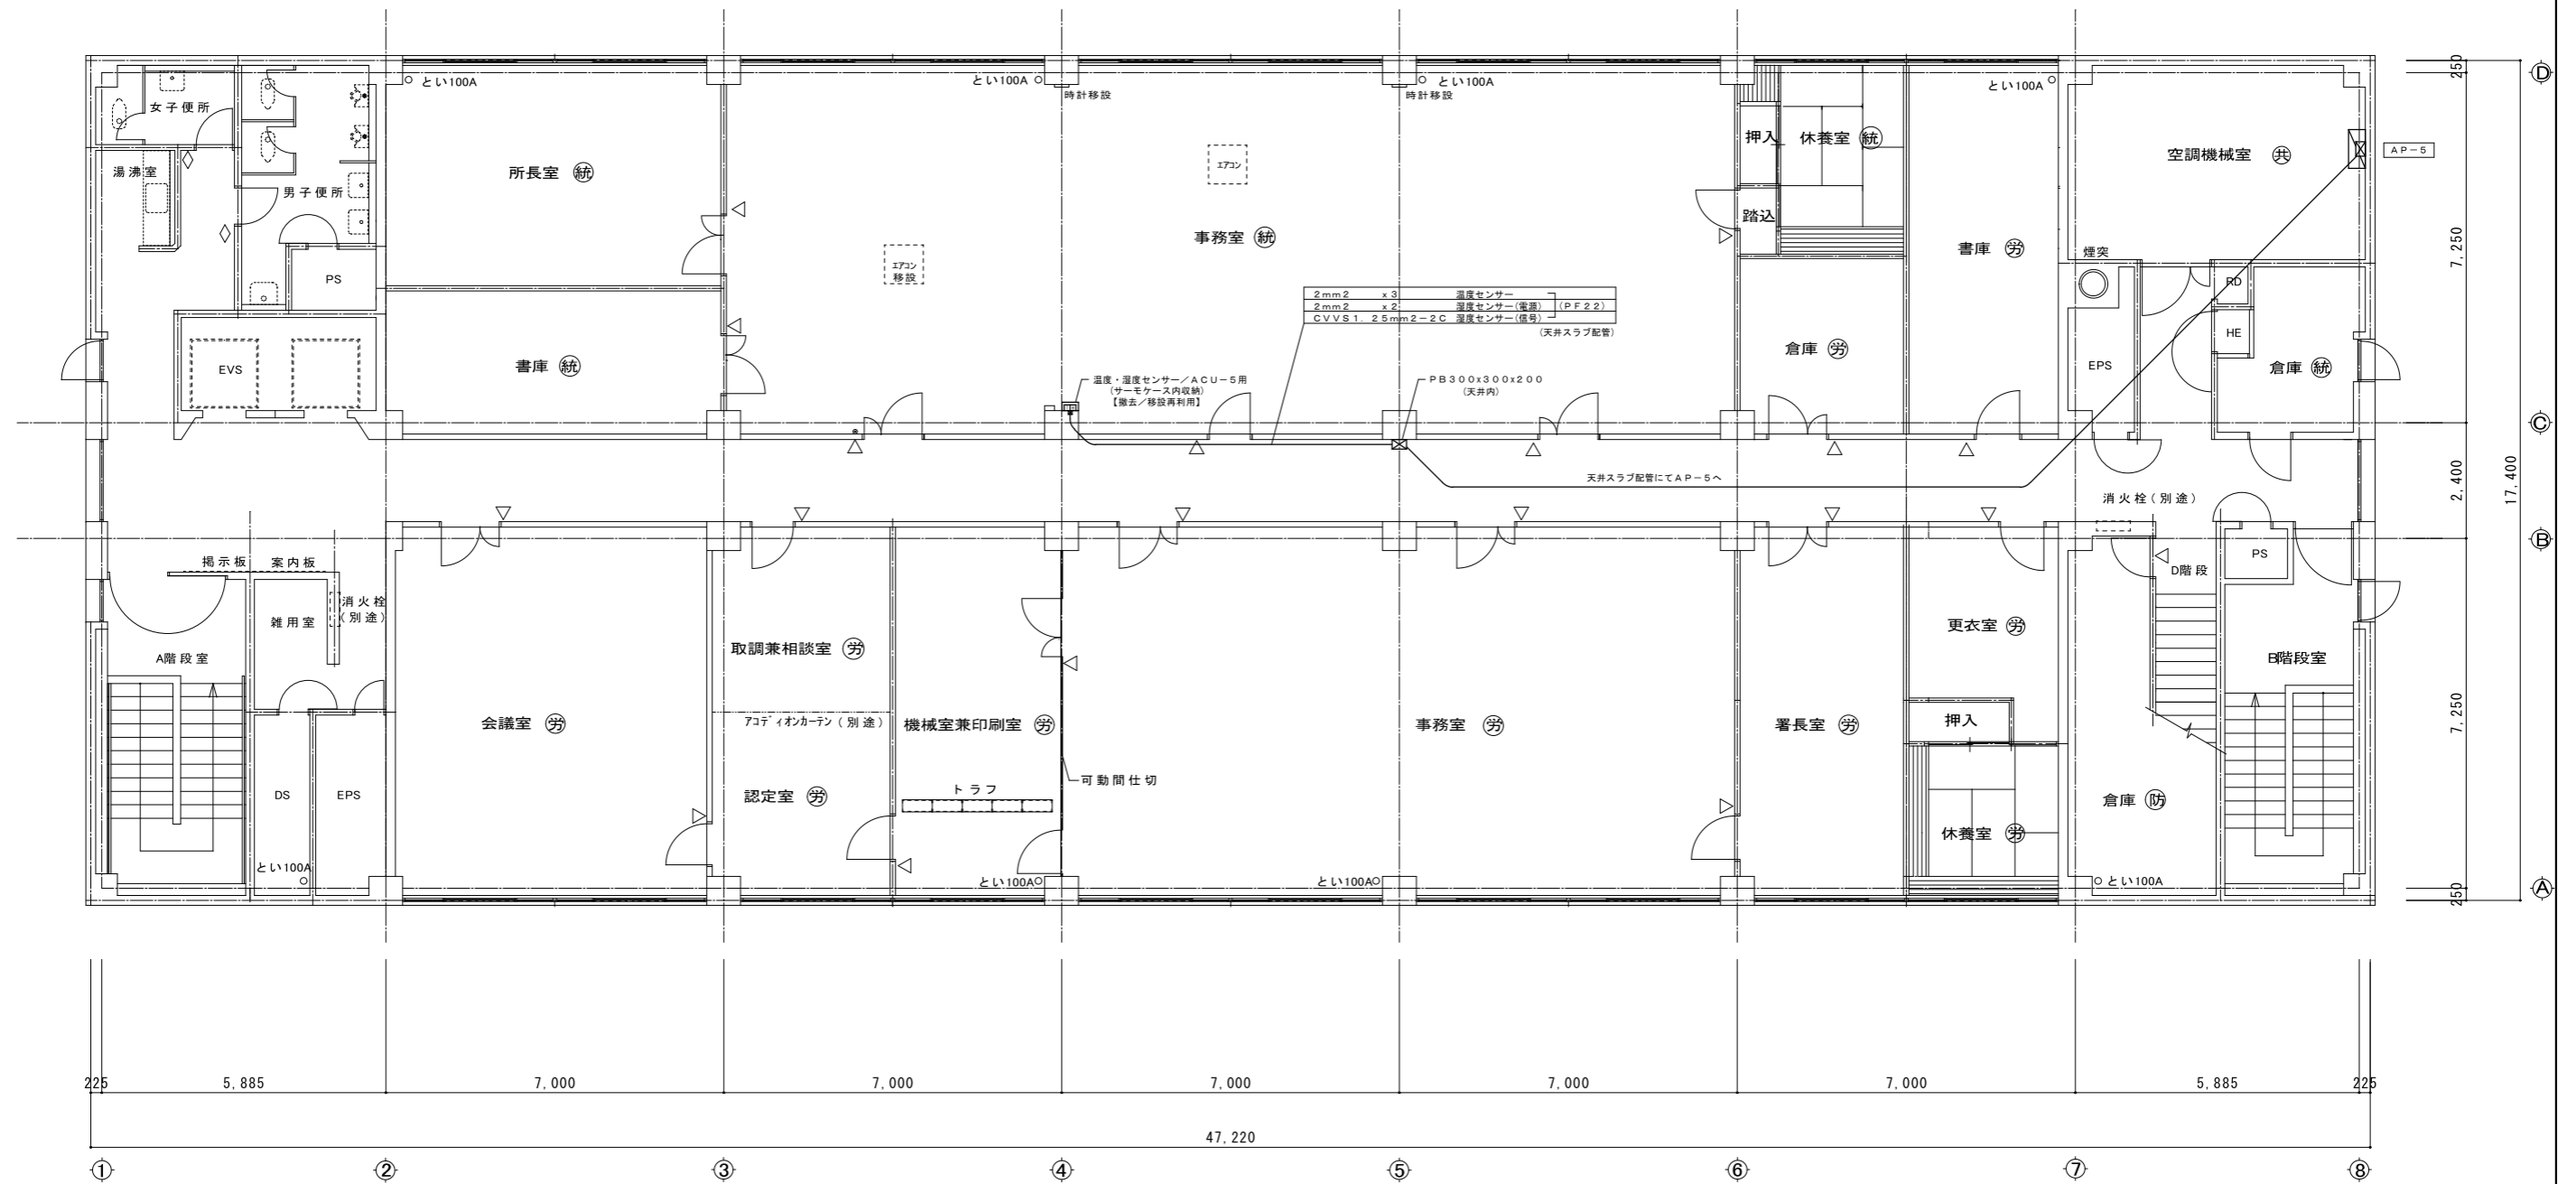 とい100A
とい100A
とい100A
とい100A
250
D
時計移設
時計移設
女子便所
湯沸室
男子便所
所長室 統
エアコン
押入
休養室 統
空調機械室 共
AP-5
踏込
事務室 統
書庫 労
煙突
7,250
エアコン
移設
PS
RD
2mm2 x3 温度センサー
2mm2 x2 湿度センサー(電源) (PF22)
CVVS1.25mm2-2C 湿度センサー(信号)
(天井スラブ配管)
HE
倉庫 労
EVS
書庫 統
EPS
倉庫 統
温度・湿度センサー/ACU-5用
(サーモケース内収納)
【撤去/移設再利用】
PB300x300x200
(天井内)
C
天井スラブ配管にてAP-5へ
2,400
17,400
消火栓(別途)
B
掲示板 案内板
PS
D階段
消火栓
(別途)
雑用室
更衣室 労
A階段室
取調兼相談室 労
B階段室
会議室 労
アコディオンカーテン(別途)
機械室兼印刷室 労
事務室 労
署長室 労
押入
7,250
可動間仕切
DS
EPS
認定室 労
トラフ
倉庫 防
休養室 労
とい100A
とい100A
とい100A
とい100A
250
A
225
5,885
7,000
7,000
7,000
7,000
7,000
5,885
225
47,220
① ② ③ ④ ⑤ ⑥ ⑦ ⑧